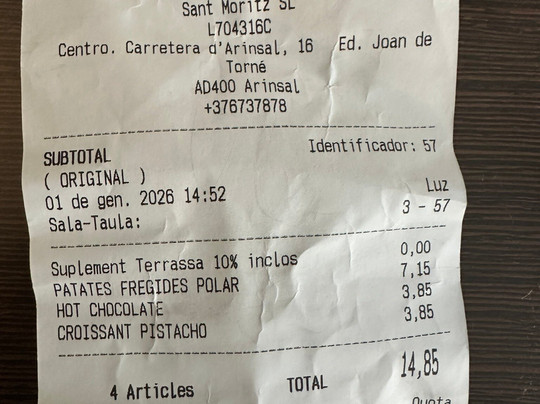 Sant Moritz SL
L704316C
Centro. Carretera d'Arinsal, 16 Ed. Joan de
Torné
AD400 Arinsal
+376737878
Identificador: 57
SUBTOTAL
( ORIGINAL )
Luz
01 de gen. 2026 14:52
3 - 57
Sala-Taula:
Suplement Terrassa 10% inclos 0,00
PATATES FREGIDES POLAR 7,15
HOT CHOCOLATE 3,85
CROISSANT PISTACHO 3,85
4 Articles TOTAL 14,85
Quota